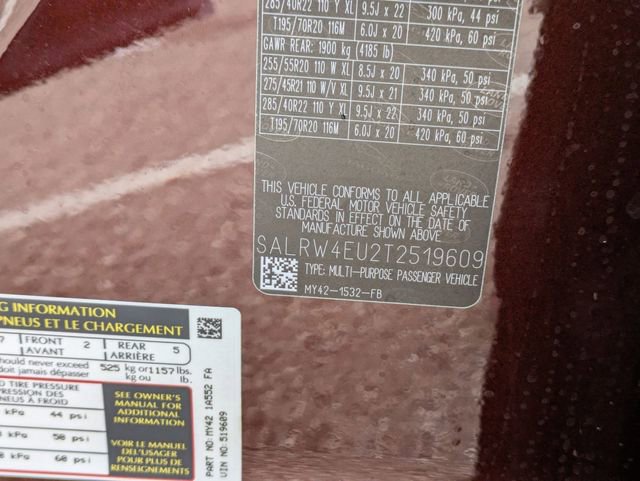 285/40R22 110 Y XL 9.5J x 22 300 kPa, 44 psi
T195/70R20 116M 6.0J x 20 420 kPa, 60 psi
GAWR REAR: 1900 kg (4185 lb)
255/55R20 110 W XL 8.5J x 20 340 kPa, 50 psi
275/45R21 110 W/V XL 9.5J x 21 340 kPa, 50 psi
285/40R22 110 Y XL 9.5J x 22 340 kPa, 50 psi
T195/70R20 116M 6.0J x 20 420 kPa, 60 psi
THIS VEHICLE CONFORMS TO ALL APPLICABLE
U.S. FEDERAL MOTOR VEHICLE SAFETY
STANDARDS IN EFFECT ON THE DATE OF
MANUFACTURE SHOWN ABOVE
SALRW4EU2T2519609
TYPE: MULTI-PURPOSE PASSENGER VEHICLE
MY42-1532-FB
G INFORMATION
PNEUS ET LE CHARGEMENT
7 FRONT 2 REAR 5
AVANT ARRIÈRE
hould never exceed 525 kg or 1157 lbs.
doit jamais dépasser kg ou lb.
D TIRE PRESSURE
PRESSION DES
NEUS À FROID
kPa 44 psi
kPa 50 psi
kPa 60 psi
SEE OWNER'S
MANUAL FOR
ADDITIONAL
INFORMATION
VOIR LE MANUEL
DEL'USAGER
POUR PLUS DE
RENSEIGNEMENTS
PART NO: MY42 1A552 FA
VIN NO: 519609